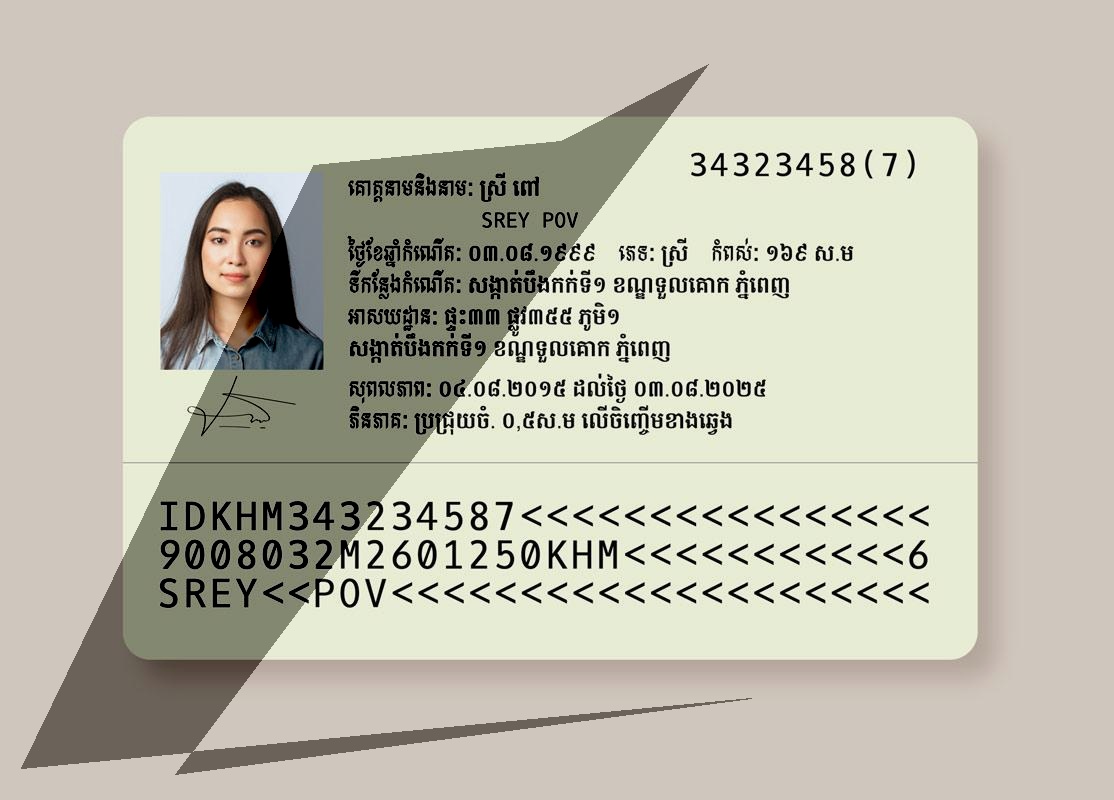 34323458(7)
គោត្តនាមនិងនាម: ស្រី ពៅ
SREY POV
ថ្ងៃខែឆ្នាំកំណើត: ០៣.០៨.១៩៩៩ ភេទ: ស្រី កំពស់: ១៦៩ ស.ម
ទីកន្លែងកំណើត: សង្កាត់បឹងកក់ទី១ ខណ្ឌទួលគោក ភ្នំពេញ
អាសយដ្ឋាន: ផ្ទះ៣៣ ផ្លូវ៣៥៥ ភូមិ១
សង្កាត់បឹងកក់ទី១ ខណ្ឌទួលគោក ភ្នំពេញ
សុពលភាព: ០៤.០៨.២០១៥ ដល់ថ្ងៃ ០៣.០៨.២០២៥
ភិនភាគ: ប្រជ្រុយចំ. ០,៥ស.ម លើចិញ្ចើមខាងឆ្វេង
IDKHM343234587<<<<<<<<<<<<<<<<
9008032M2601250KHM<<<<<<<<<<<6
SREY<<POV<<<<<<<<<<<<<<<<<<<<<